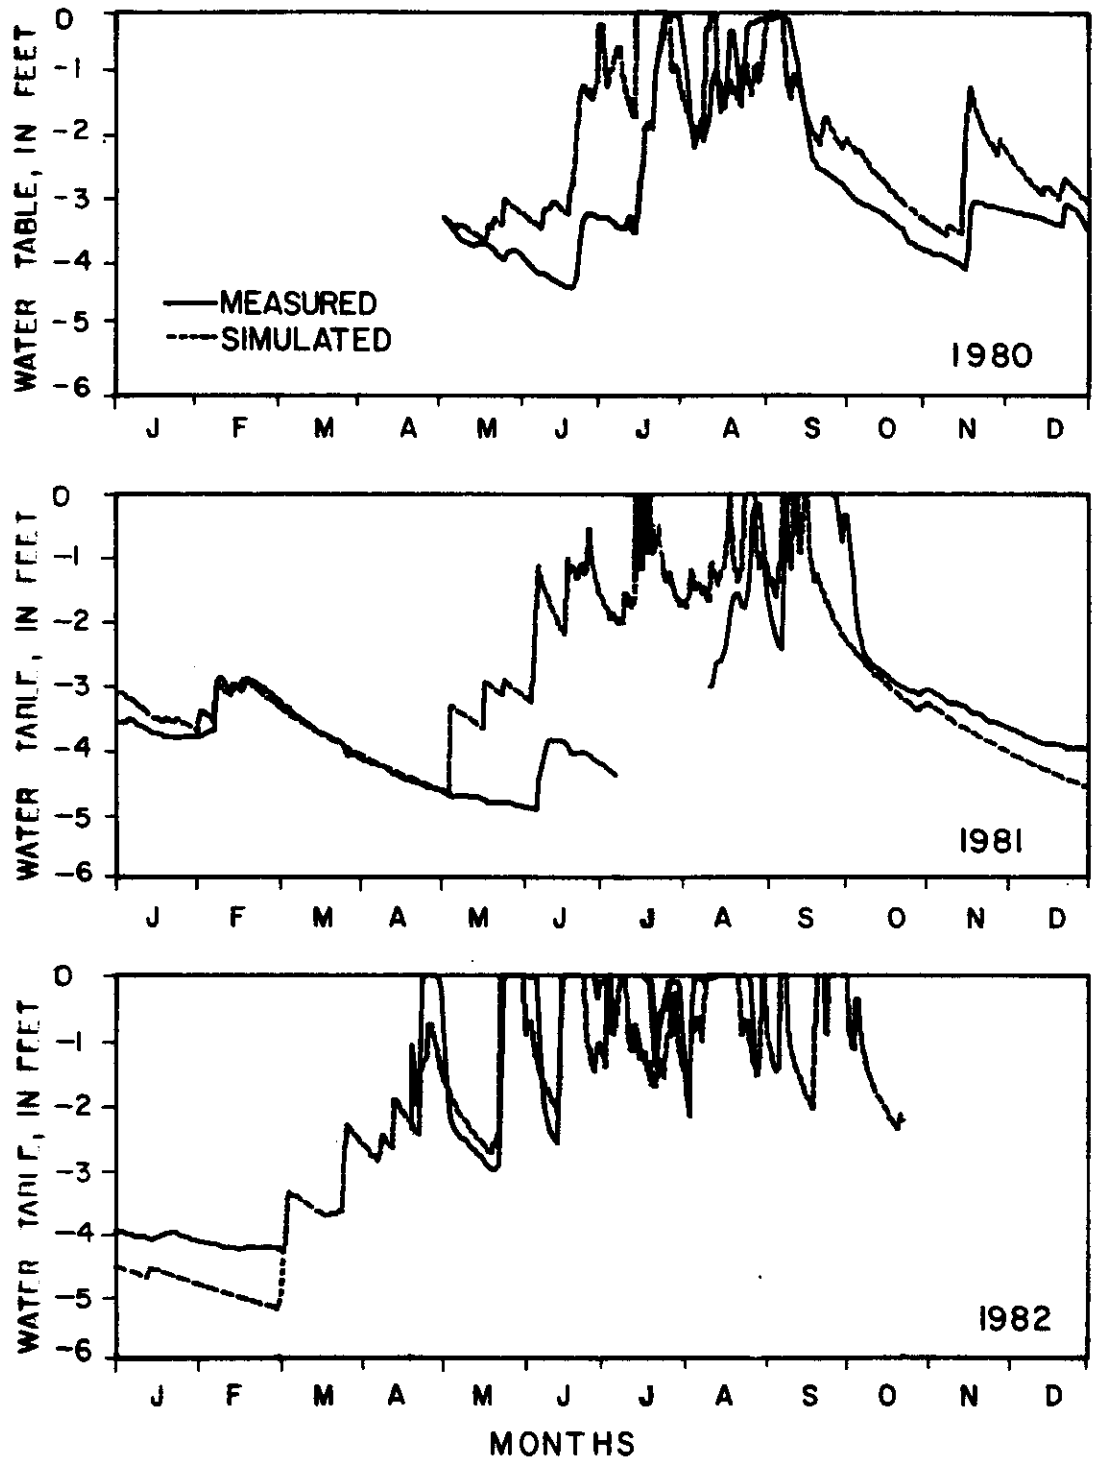 WATER TABLE, IN FEET
0
-1
-2
-3
-4
-5
-6
MEASURED
SIMULATED
1980
J F M A M J J A S O N D
WATER TABLE, IN FEET
0
-1
-2
-3
-4
-5
-6
1981
J F M A M J J A S O N D
WATER TABLE, IN FEET
0
-1
-2
-3
-4
-5
-6
1982
J F M A M J J A S O N D
MONTHS